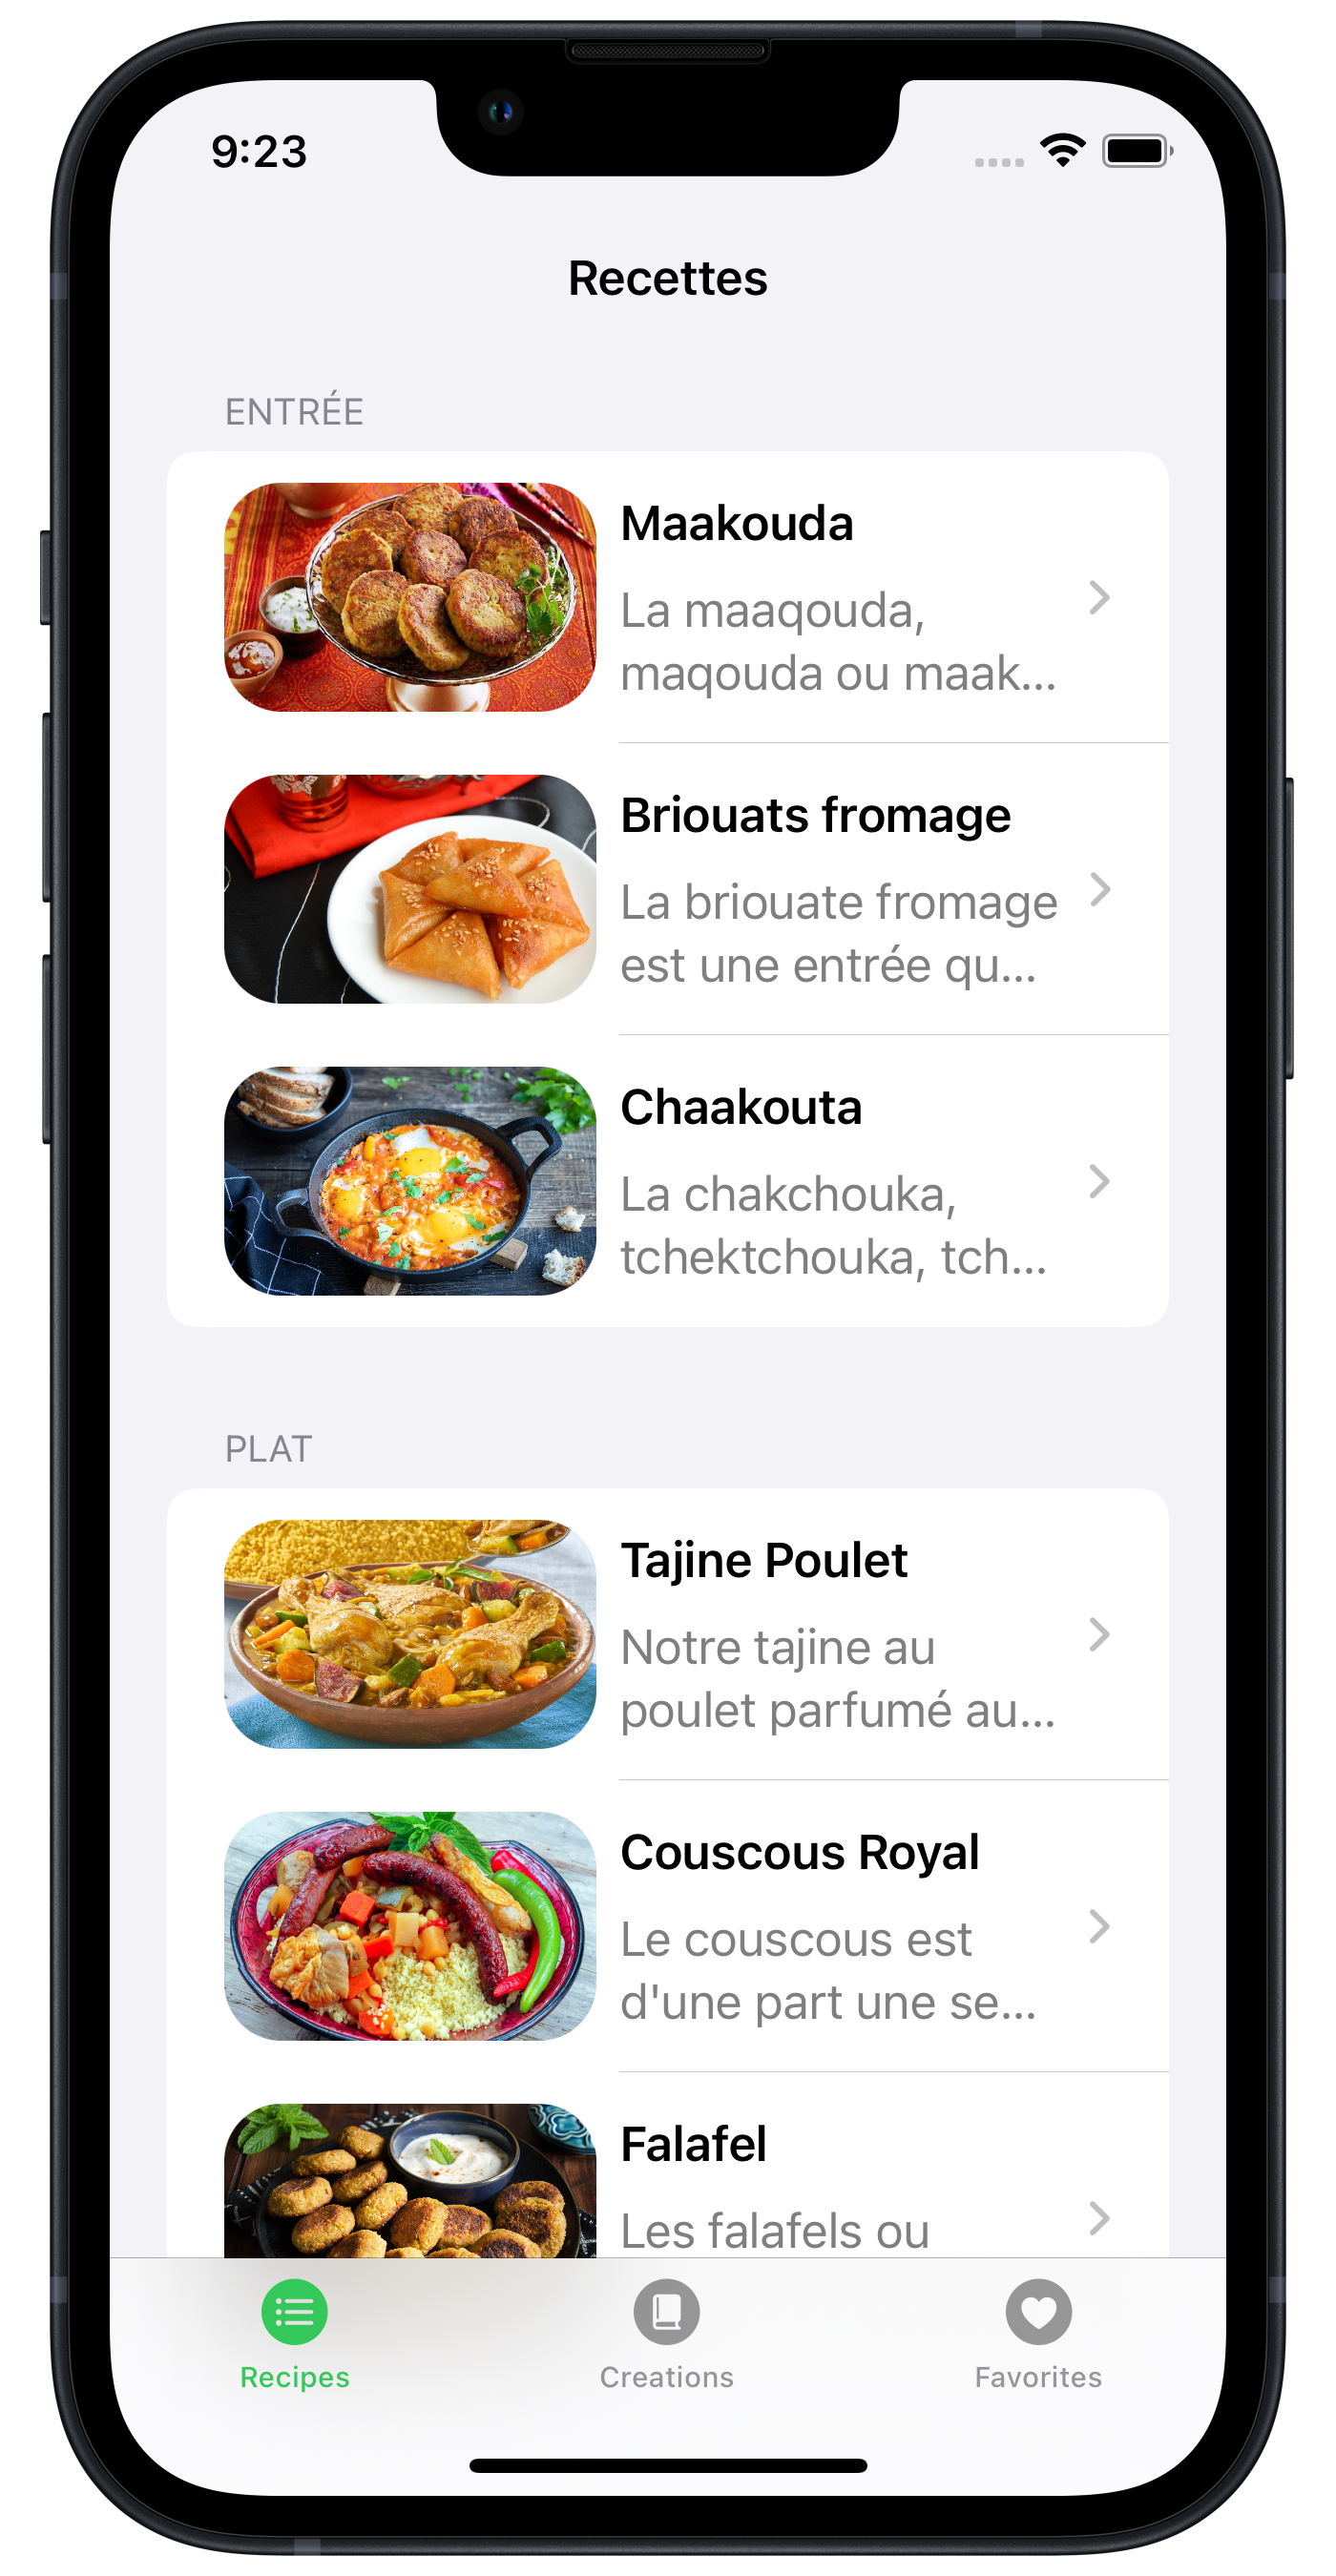 9:23
Recettes
ENTRÉE
Maakouda
La maaqouda,
maqouda ou maak...
Briouats fromage
La briouate fromage
est une entrée qu...
Chaakouta
La chakchouka,
tchektchouka, tch...
PLAT
Tajine Poulet
Notre tajine au
poulet parfumé au...
Couscous Royal
Le couscous est
d'une part une se...
Falafel
Les falafels ou
Recipes
Creations
Favorites